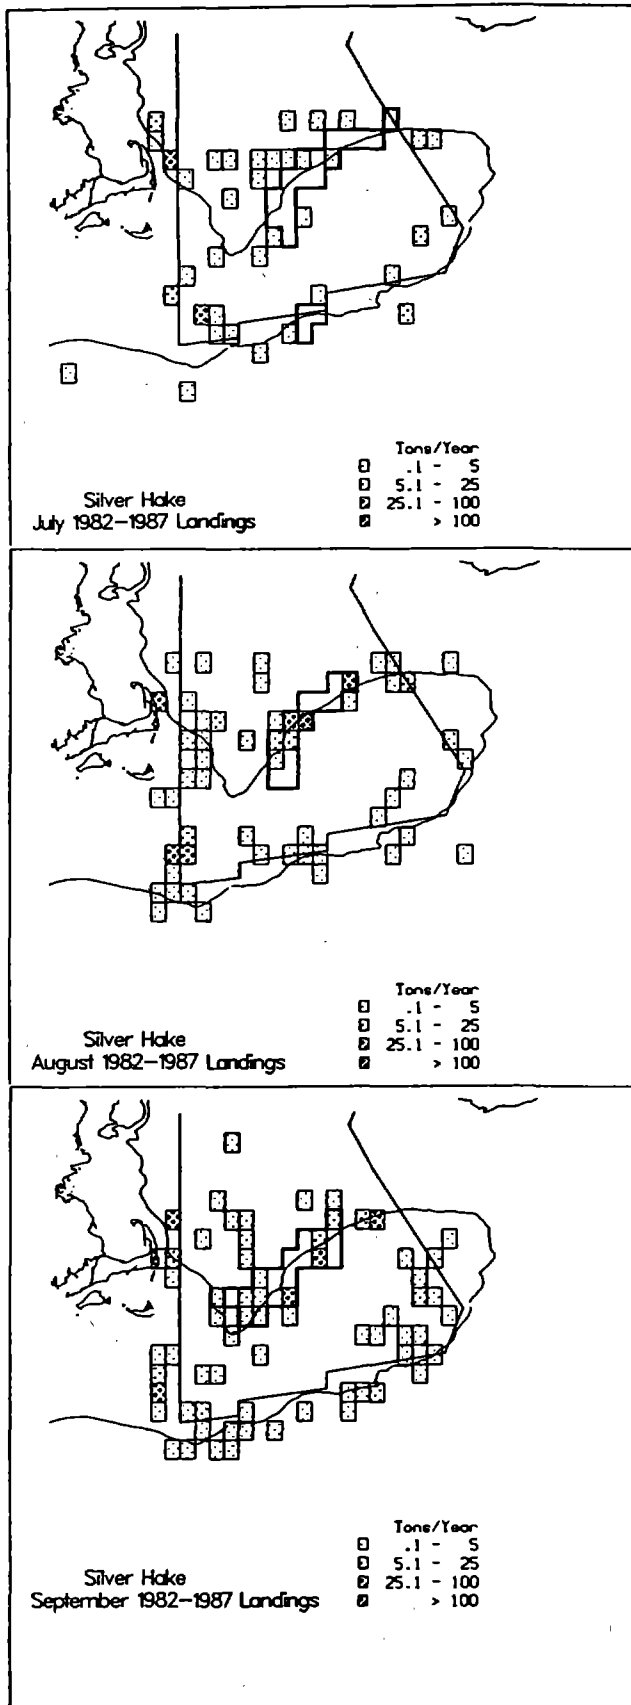 Tons/Year
.1 - 5
5.1 - 25
25.1 - 100
> 100
Silver Hake
July 1982-1987 Landings
Tons/Year
.1 - 5
5.1 - 25
25.1 - 100
> 100
Silver Hake
August 1982-1987 Landings
Tons/Year
.1 - 5
5.1 - 25
25.1 - 100
> 100
Silver Hake
September 1982-1987 Landings